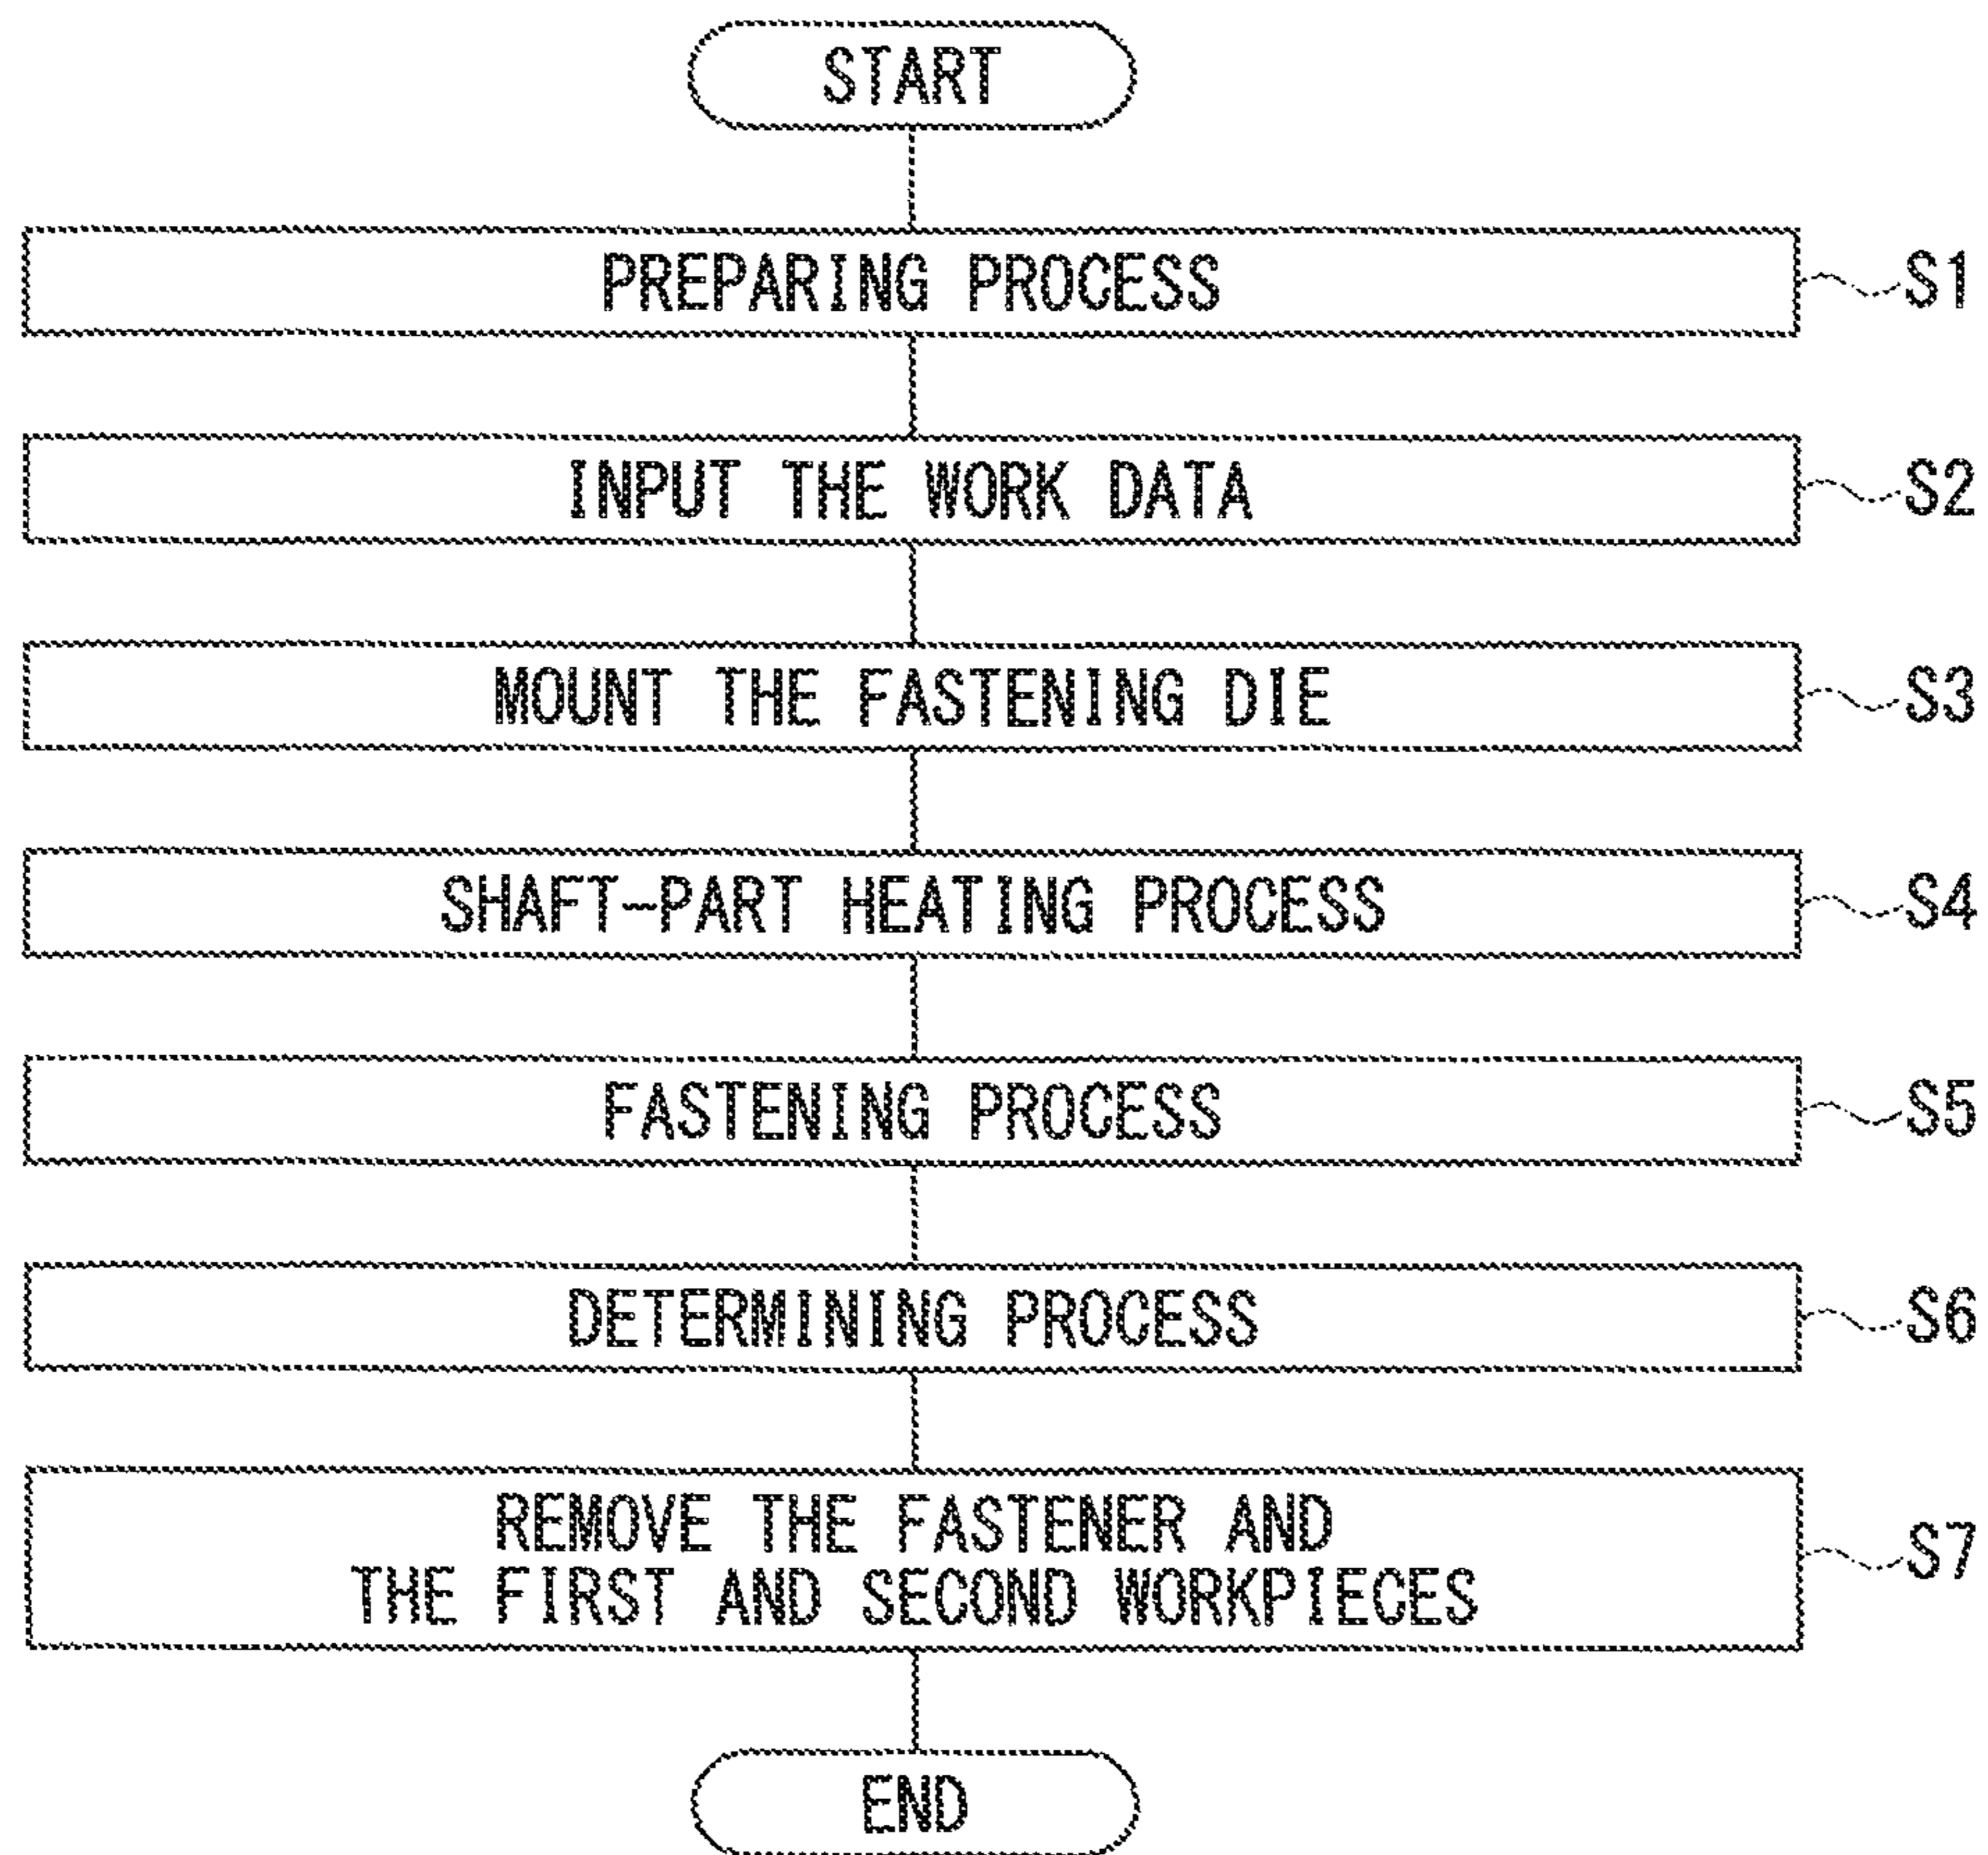 START
PREPARING PROCESS S1
INPUT THE WORK DATA S2
MOUNT THE FASTENING DIE S3
SHAFT-PART HEATING PROCESS S4
FASTENING PROCESS S5
DETERMINING PROCESS S6
REMOVE THE FASTENER AND
THE FIRST AND SECOND WORKPIECES S7
END